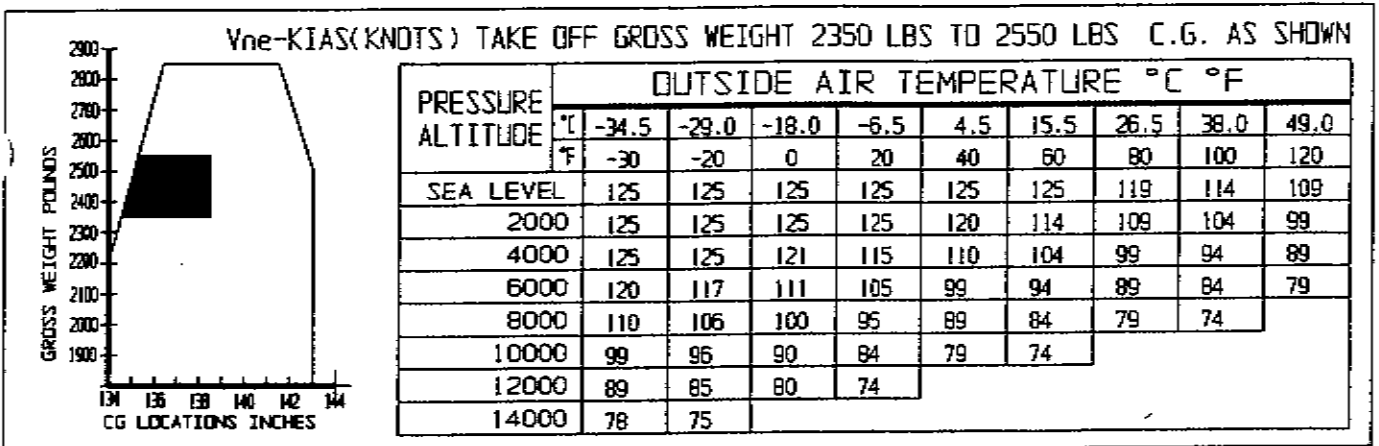 Vne-KIAS(KNOTS) TAKE OFF GROSS WEIGHT 2350 LBS TO 2550 LBS C.G. AS SHOWN
GROSS WEIGHT POUNDS
2900
2800
2700
2600
2500
2400
2300
2200
2100
2000
1900
134 136 138 140 142 144
CG LOCATIONS INCHES
PRESSURE ALTITUDE
OUTSIDE AIR TEMPERATURE °C °F
°C -34.5 -29.0 -18.0 -6.5 4.5 15.5 26.5 38.0 49.0
°F -30 -20 0 20 40 60 80 100 120
SEA LEVEL 125 125 125 125 125 125 119 114 109
2000 125 125 125 125 120 114 109 104 99
4000 125 125 121 115 110 104 99 94 89
6000 120 117 111 105 99 94 89 84 79
8000 110 106 100 95 89 84 79 74
10000 99 96 90 84 79 74
12000 89 85 80 74
14000 78 75